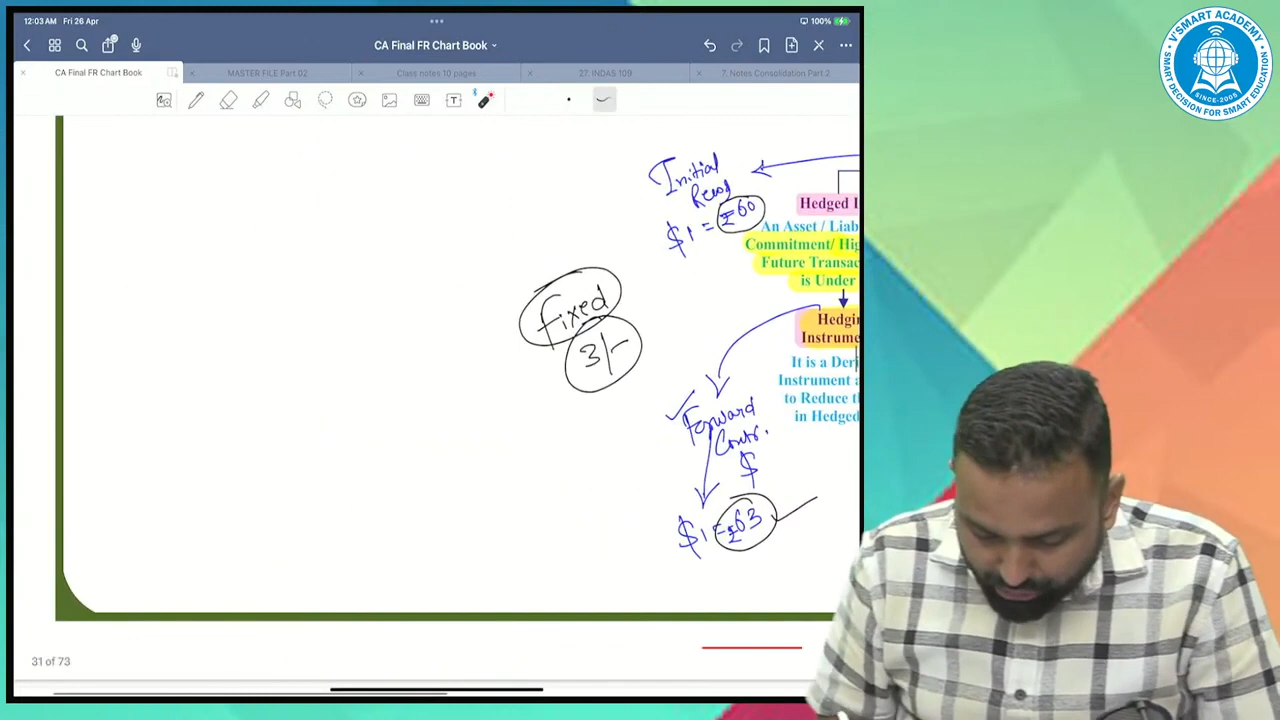 12:03 AM Fri 26 Apr
100%
CA Final FR Chart Book
CA Final FR Chart Book
MASTER FILE Part 02
Class notes 10 pages
27. INDAS 109
7. Notes Consolidation Part 2
V'SMART ACADEMY
SINCE-2005
SMART DECISION FOR SMART EDUCATION
Initial
$1 = ₹60
Hedged I
An Asset / Liab
Commitment/ Hig
Future Transac
is Under
Fixed
3/-
Hedgin
Instrume
It is a Deri
Instrument a
to Reduce th
in Hedged
Forward
Contr.
$
$1 = ₹63
31 of 73